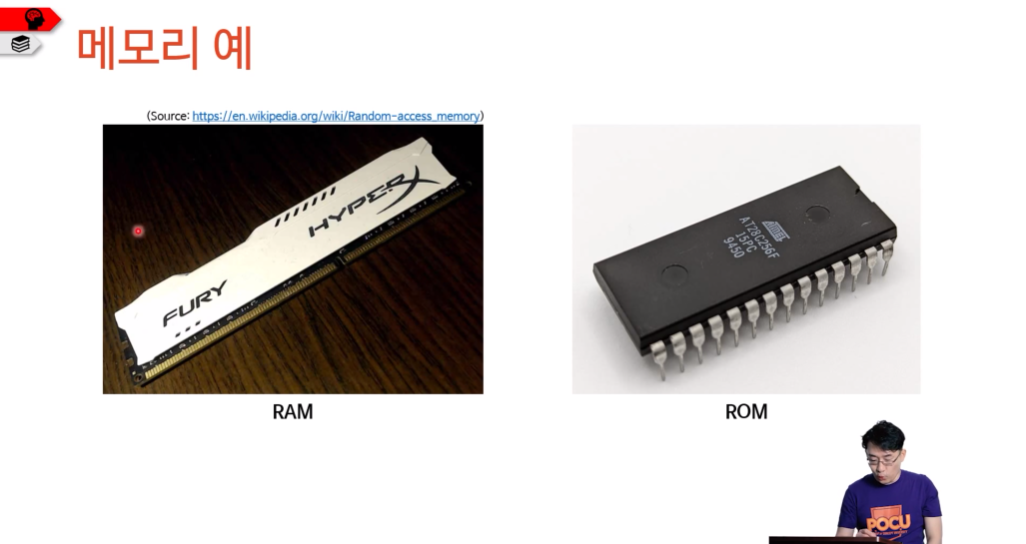 메모리 예
(Source: https://en.wikipedia.org/wiki/Random-access_memory)
HYPERX
FURY
ATMEL
AT28C256F
15PC
9450
RAM
ROM
POCU